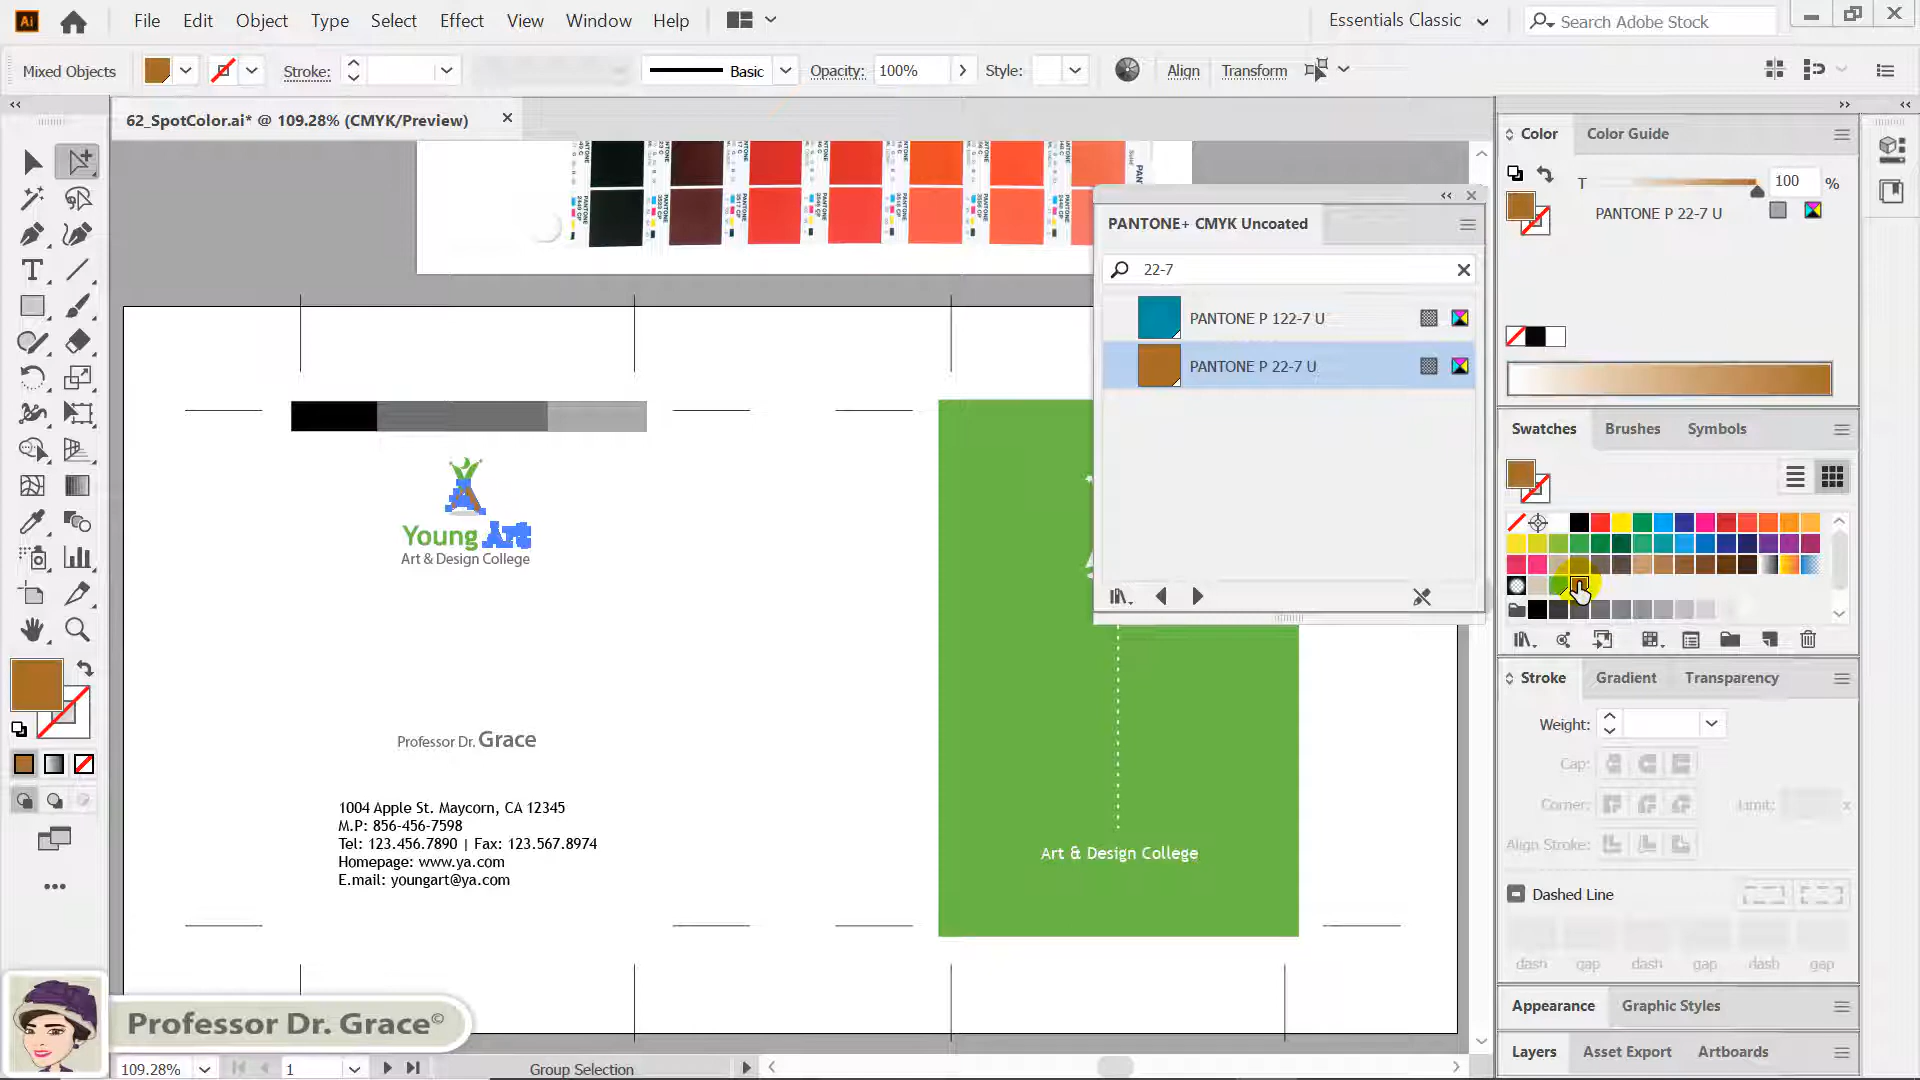 Ai File Edit Object Type Select Effect View Window Help Essentials Classic Search Adobe Stock
Mixed Objects Stroke: Basic Opacity: 100% Style: Align Transform
62_SpotColor.ai* @ 109.28% (CMYK/Preview)
PANTONE+ CMYK Uncoated
22-7
PANTONE P 122-7 U
PANTONE P 22-7 U
Young Art
Art & Design College
Professor Dr. Grace
1004 Apple St. Maycorn, CA 12345
M.P: 856-456-7598
Tel: 123.456.7890 | Fax: 123.567.8974
Homepage: www.ya.com
E.mail: youngart@ya.com
Art & Design College
Professor Dr. Grace©
109.28% 1 Group Selection
Color Color Guide
T 100 %
PANTONE P 22-7 U
Swatches Brushes Symbols
Stroke Gradient Transparency
Weight:
Cap:
Corner: Limit: x
Align Stroke:
Dashed Line
dash gap dash gap dash gap
Appearance Graphic Styles
Layers Asset Export Artboards